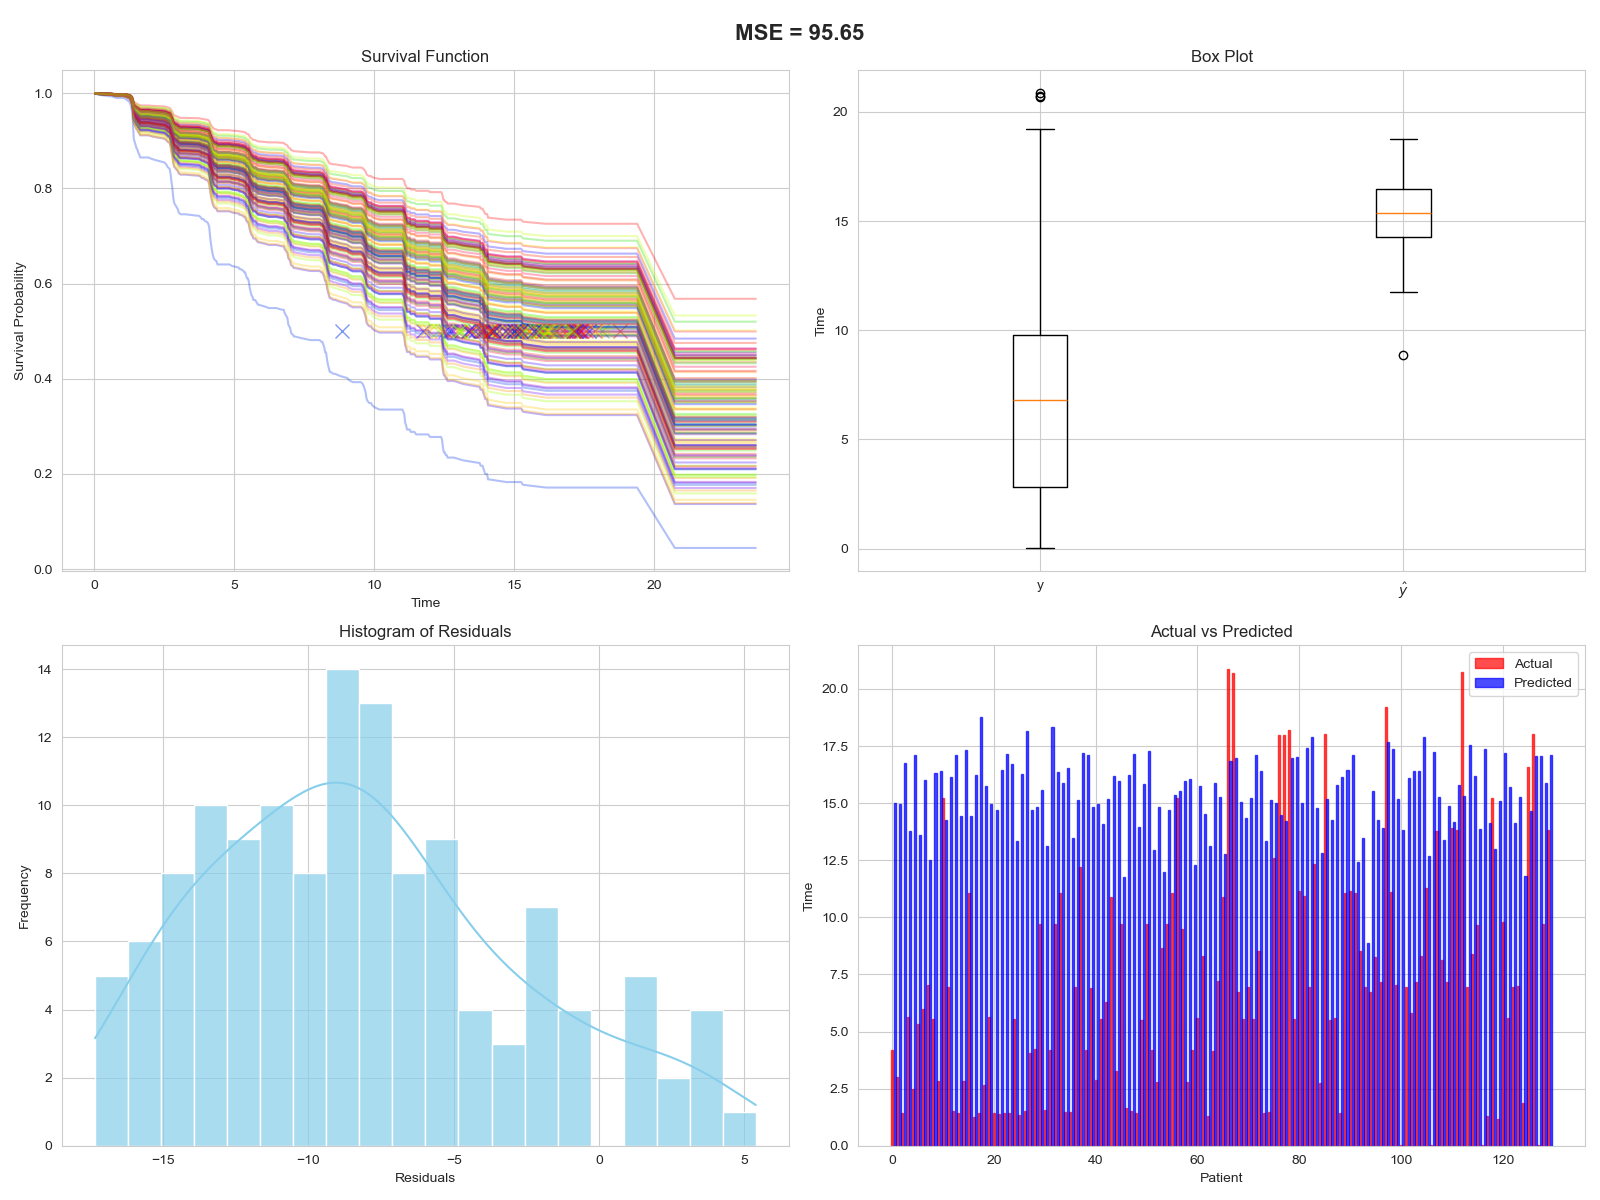 MSE = 95.65
Survival Function
1.0
0.8
0.6
0.4
0.2
0.0
Survival Probability
0 5 10 15 20
Time
Box Plot
20
15
10
5
0
Time
y ŷ
Histogram of Residuals
14
12
10
8
6
4
2
0
Frequency
−15 −10 −5 0 5
Residuals
Actual vs Predicted
Actual
Predicted
20.0
17.5
15.0
12.5
10.0
7.5
5.0
2.5
0.0
Time
0 20 40 60 80 100 120
Patient